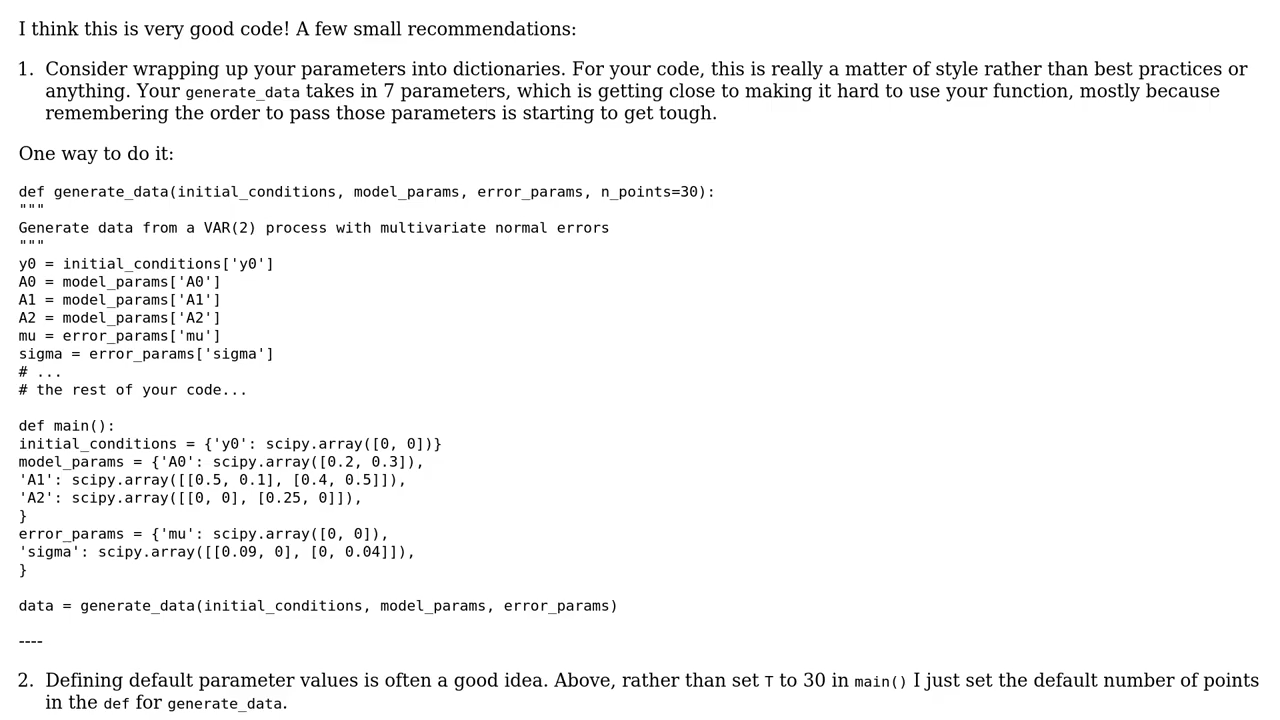 I think this is very good code! A few small recommendations:
1. Consider wrapping up your parameters into dictionaries. For your code, this is really a matter of style rather than best practices or
anything. Your generate_data takes in 7 parameters, which is getting close to making it hard to use your function, mostly because
remembering the order to pass those parameters is starting to get tough.
One way to do it:
def generate_data(initial_conditions, model_params, error_params, n_points=30):
"""
Generate data from a VAR(2) process with multivariate normal errors
"""
y0 = initial_conditions['y0']
A0 = model_params['A0']
A1 = model_params['A1']
A2 = model_params['A2']
mu = error_params['mu']
sigma = error_params['sigma']
# ...
# the rest of your code...
def main():
initial_conditions = {'y0': scipy.array([0, 0])}
model_params = {'A0': scipy.array([0.2, 0.3]),
'A1': scipy.array([[0.5, 0.1], [0.4, 0.5]]),
'A2': scipy.array([[0, 0], [0.25, 0]]),
}
error_params = {'mu': scipy.array([0, 0]),
'sigma': scipy.array([[0.09, 0], [0, 0.04]]),
}
data = generate_data(initial_conditions, model_params, error_params)
----
2. Defining default parameter values is often a good idea. Above, rather than set T to 30 in main() I just set the default number of points
in the def for generate_data.